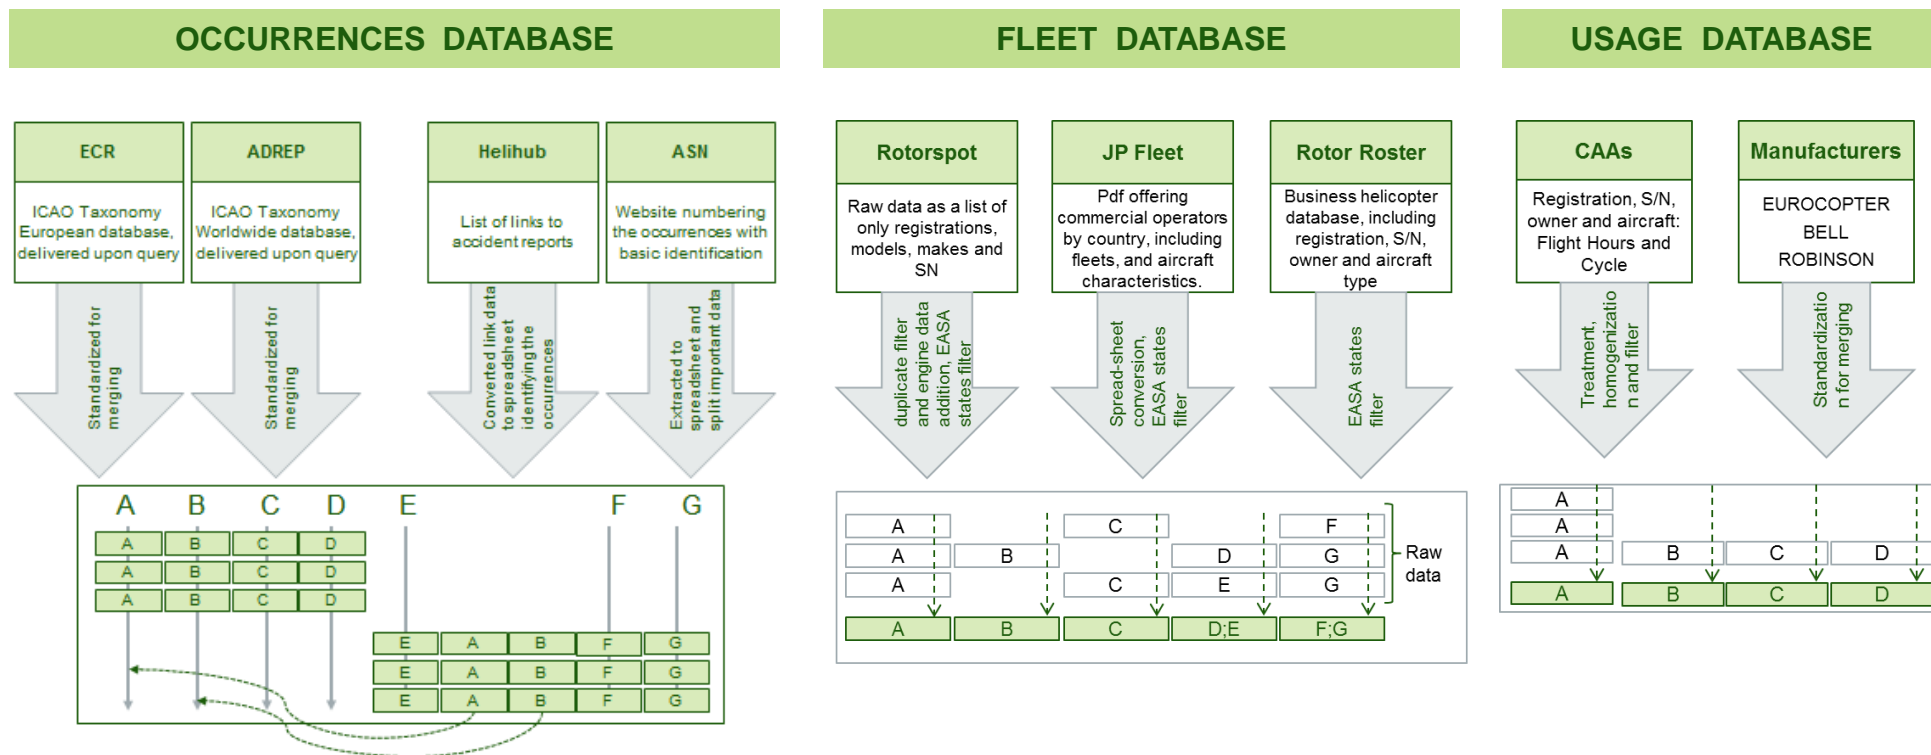 OCCURRENCES DATABASE
FLEET DATABASE
USAGE DATABASE
ECR
ICAO Taxonomy
European database,
delivered upon query
ADREP
ICAO Taxonomy
Worldwide database,
delivered upon query
Helihub
List of links to
accident reports
ASN
Website numbering
the occurrences with
basic identification
Rotorspot
Raw data as a list of
only registrations,
models, makes and
SN
JP Fleet
Pdf offering
commercial operators
by country, including
fleets, and aircraft
characteristics.
Rotor Roster
Business helicopter
database, including
registration, S/N,
owner and aircraft
type
CAAs
Registration, S/N,
owner and aircraft:
Flight Hours and
Cycle
Manufacturers
EUROCOPTER
BELL
ROBINSON
Standardized for
merging
Standardized for
merging
Converted link data
to spreadsheet
identifying the
occurrences
Extracted to
spreadsheet and
split important data
duplicate filter
and engine data
addition, EASA
states filter
Spread-sheet
conversion,
EASA states
filter
EASA states
filter
Treatment,
homogenizatio
n and filter
Standardizatio
n for merging
A B C D E F G
A B C D
A B C D
A B C D
E A B F G
E A B F G
E A B F G
A C F
A B D G
A C E G
A B C D;E F;G
Raw
data
A
A
A B C D
A B C D